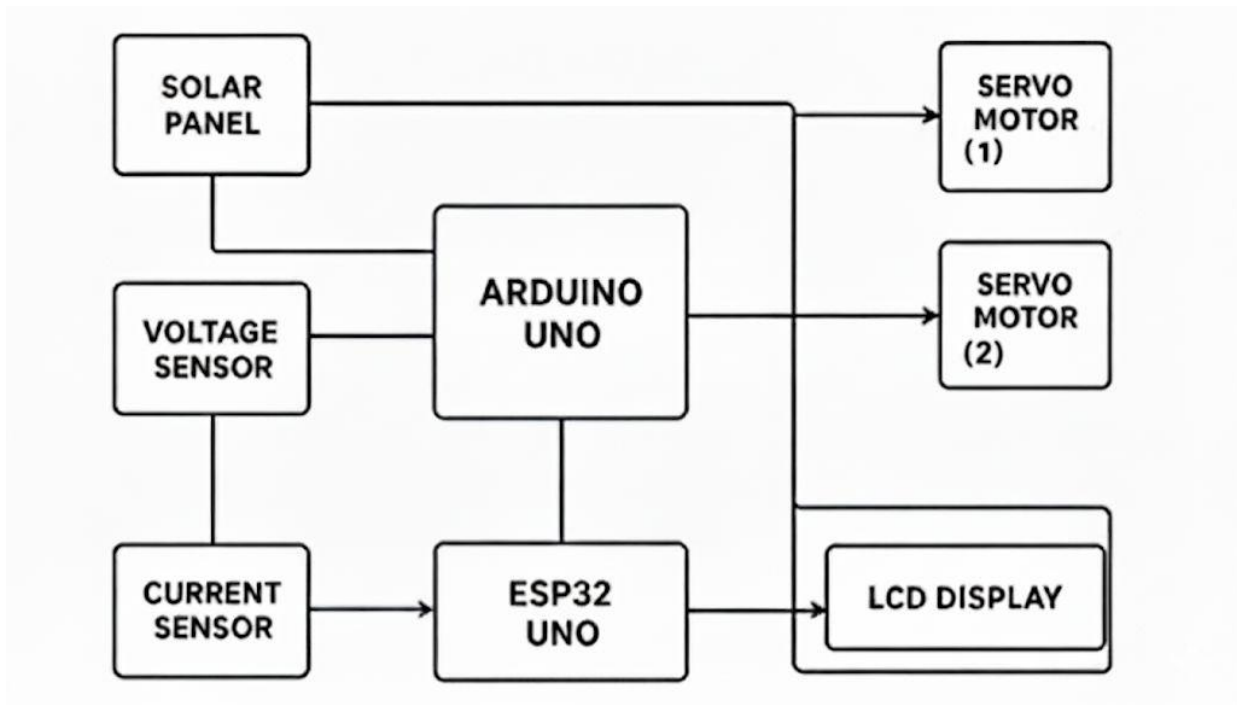 SOLAR
PANEL
SERVO
MOTOR
(1)
ARDUINO
UNO
SERVO
MOTOR
(2)
VOLTAGE
SENSOR
CURRENT
SENSOR
ESP32
UNO
LCD DISPLAY